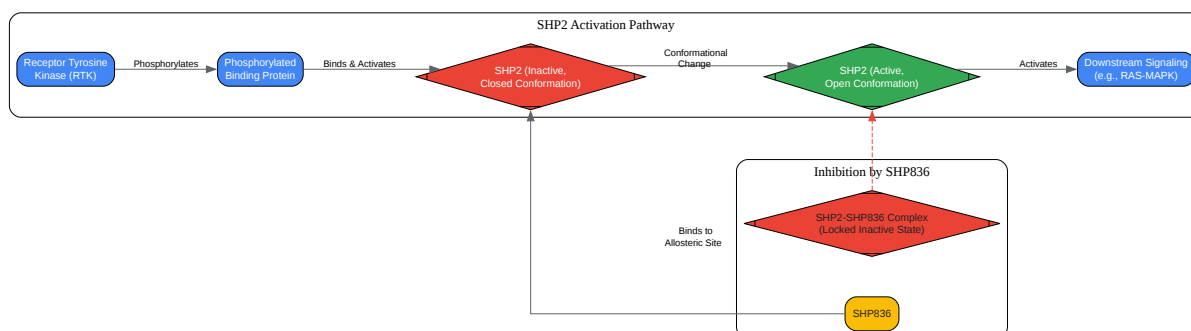 SHP2 Activation Pathway
Receptor Tyrosine
Kinase (RTK)
Phosphorylates
Phosphorylated
Binding Protein
Binds & Activates
SHP2 (Inactive,
Closed Conformation)
Conformational
Change
SHP2 (Active,
Open Conformation)
Activates
Downstream Signaling
(e.g., RAS-MAPK)
Inhibition by SHP836
SHP2-SHP836 Complex
(Locked Inactive State)
Binds to
Allosteric Site
SHP836